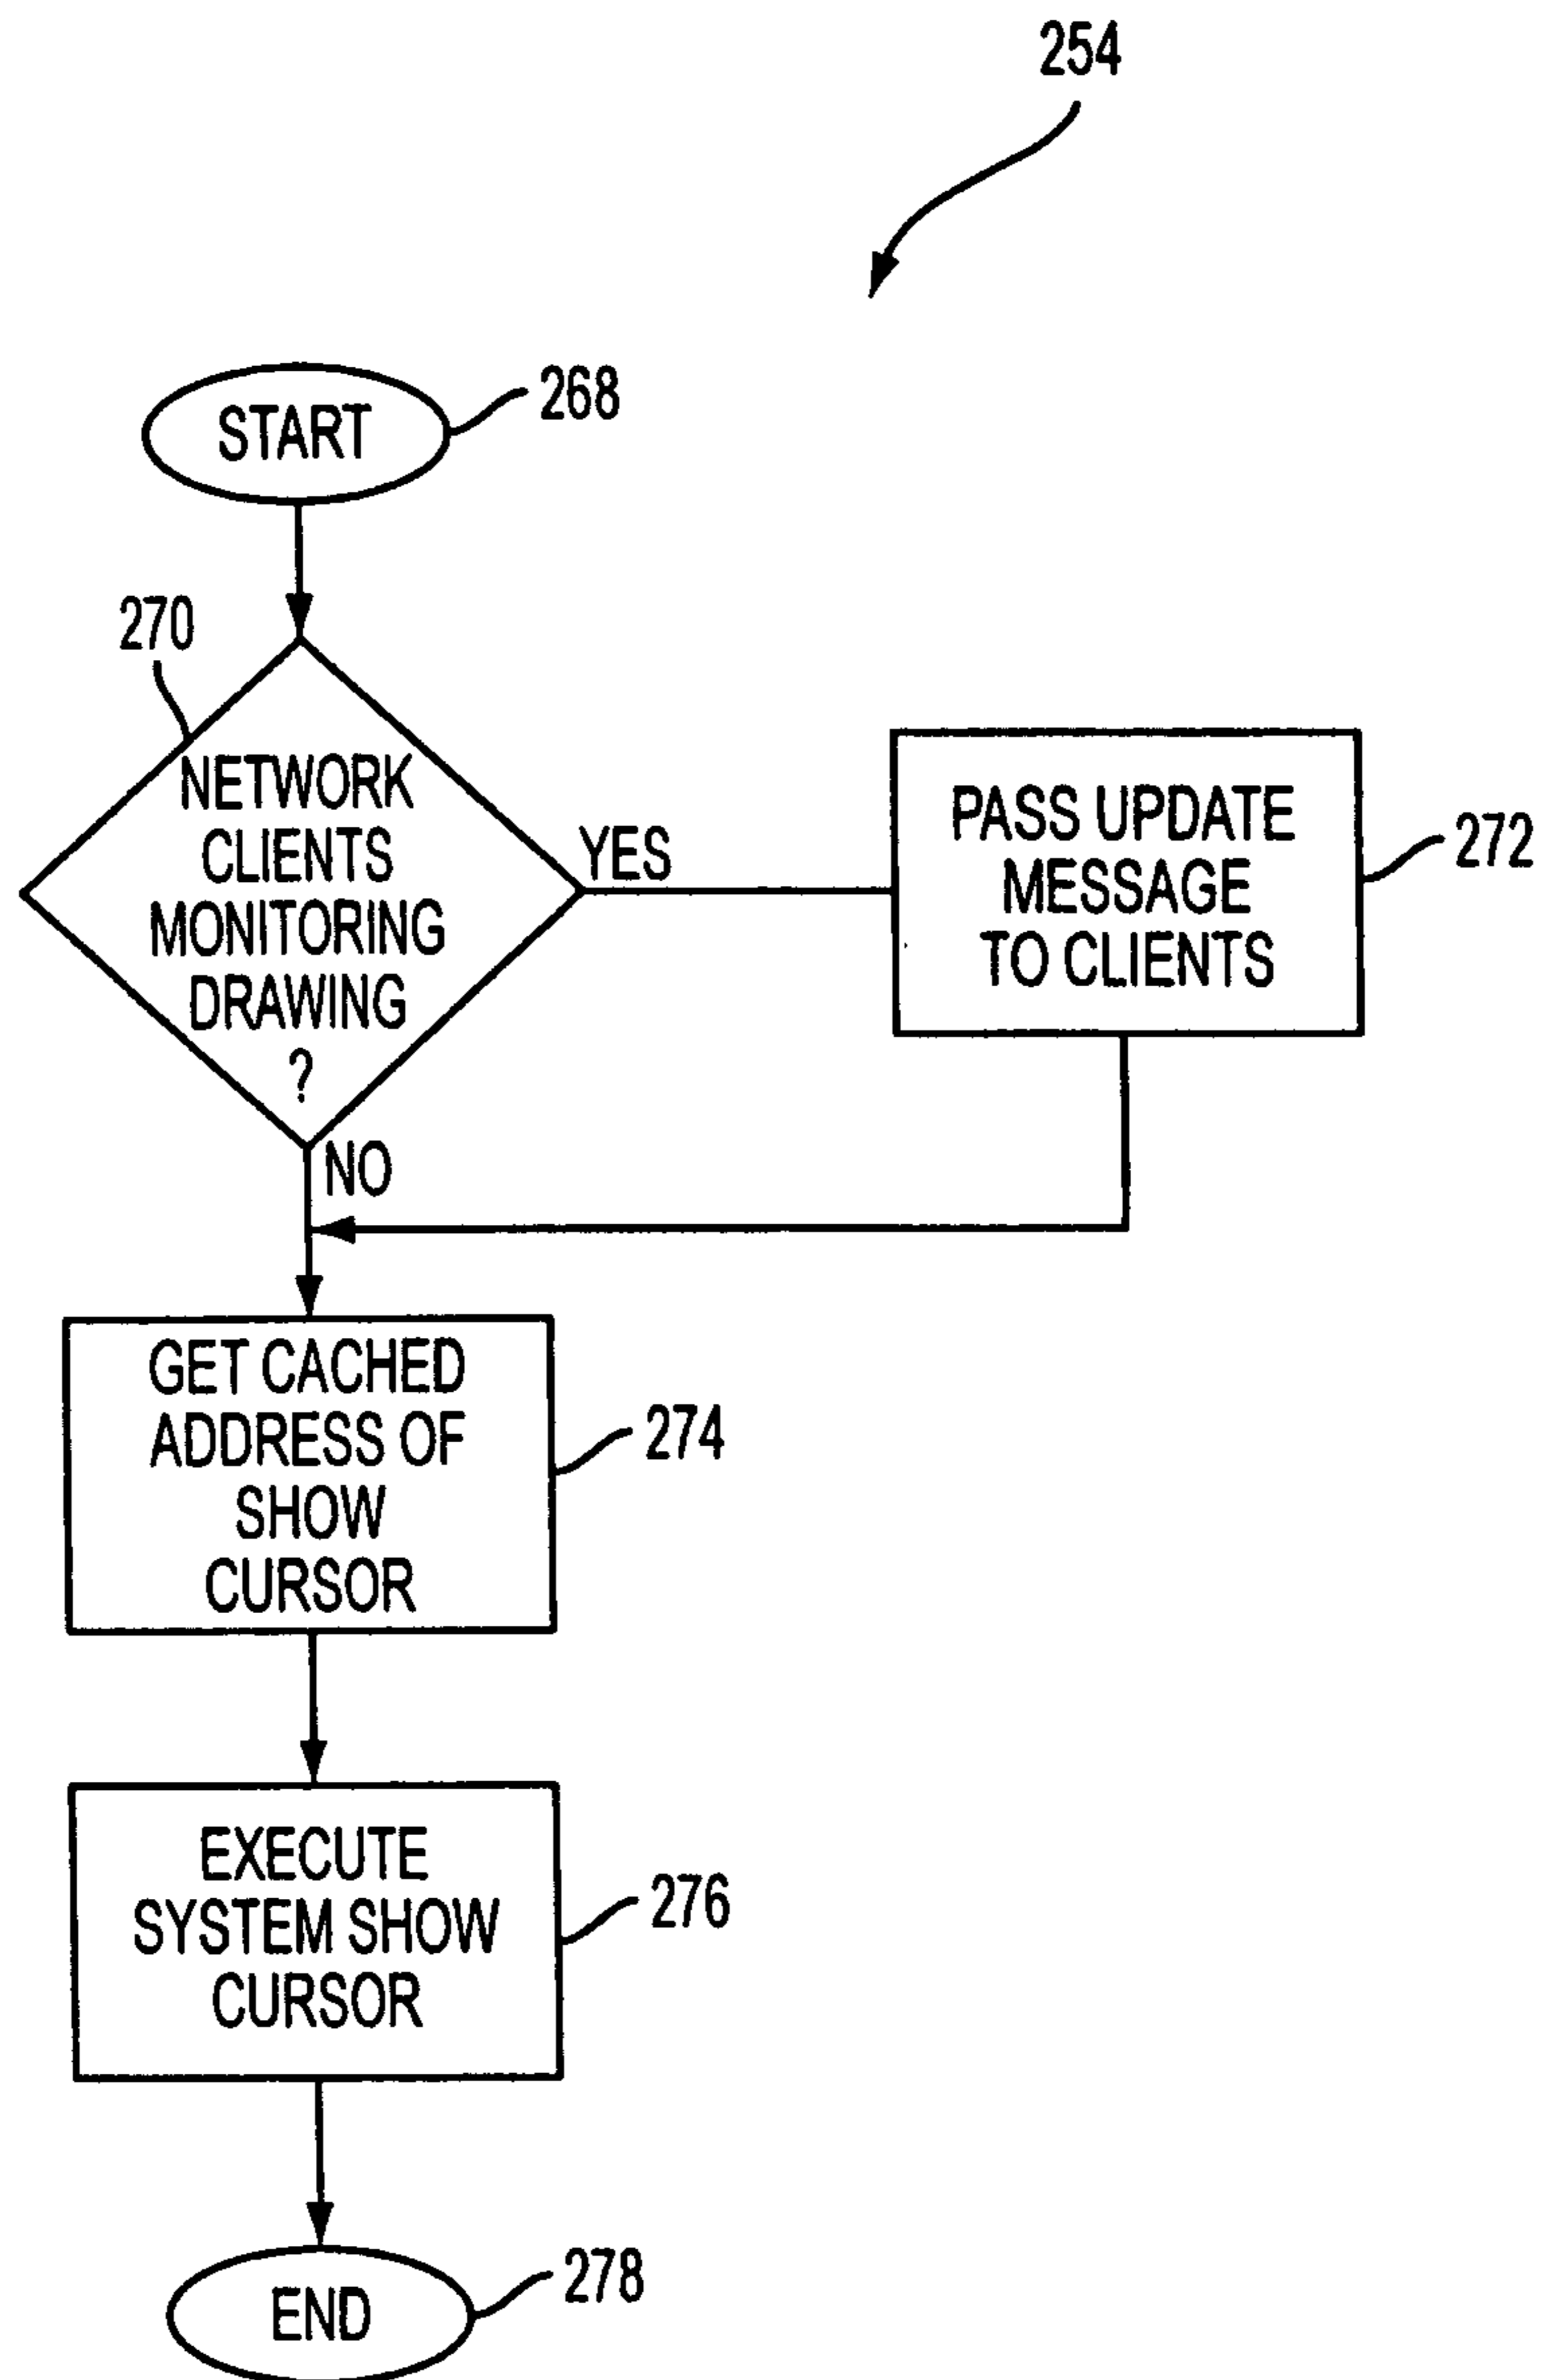 254
START
268
270
NETWORK
CLIENTS
MONITORING
DRAWING
?
YES
PASS UPDATE
MESSAGE
TO CLIENTS
272
NO
GET CACHED
ADDRESS OF
SHOW
CURSOR
274
EXECUTE
SYSTEM SHOW
CURSOR
276
END
278